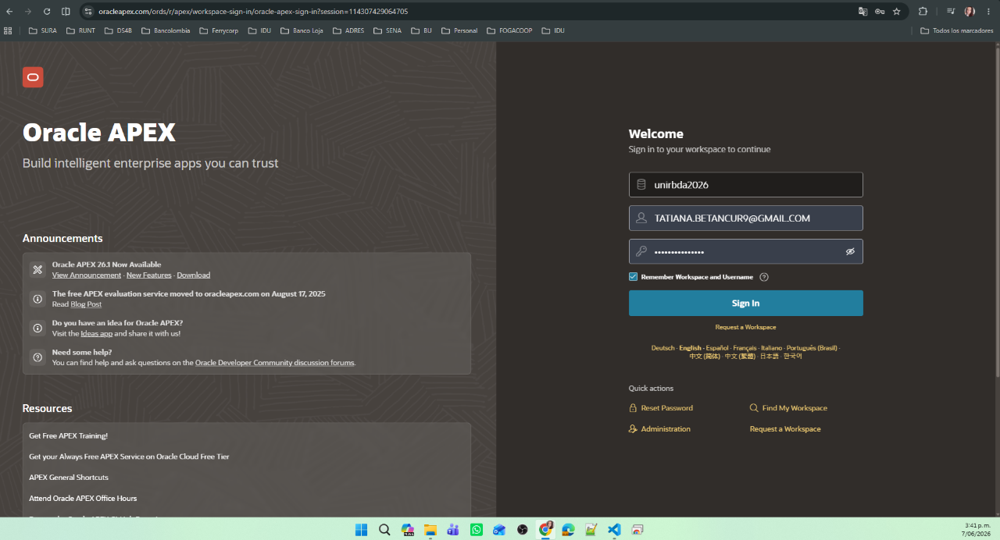 oracleapex.com/ords/r/apex/workspace-sign-in/oracle-apex-sign-in?session=114307429064705
SURA RUNT DS4B Bancolombia Ferrycorp IDU Banco Loja ADRES SENA BU Personal FOGACOOP IDU Todos los marcadores
Oracle APEX
Build intelligent enterprise apps you can trust
Announcements
Oracle APEX 26.1 Now Available
View Announcement · New Features · Download
The free APEX evaluation service moved to oracleapex.com on August 17, 2025
Read Blog Post
Do you have an idea for Oracle APEX?
Visit the Ideas app and share it with us!
Need some help?
You can find help and ask questions on the Oracle Developer Community discussion forums.
Resources
Get Free APEX Training!
Get your Always Free APEX Service on Oracle Cloud Free Tier
APEX General Shortcuts
Attend Oracle APEX Office Hours
Welcome
Sign in to your workspace to continue
unirbda2026
TATIANA.BETANCUR9@GMAIL.COM
•••••••••••••••
Remember Workspace and Username
Sign In
Request a Workspace
Deutsch · English · Español · Français · Italiano · Português (Brasil) ·
中文 (简体) · 中文 (繁體) · 日本語 · 한국어
Quick actions
Reset Password Find My Workspace
Administration Request a Workspace
3:41 p.m.
7/06/2026